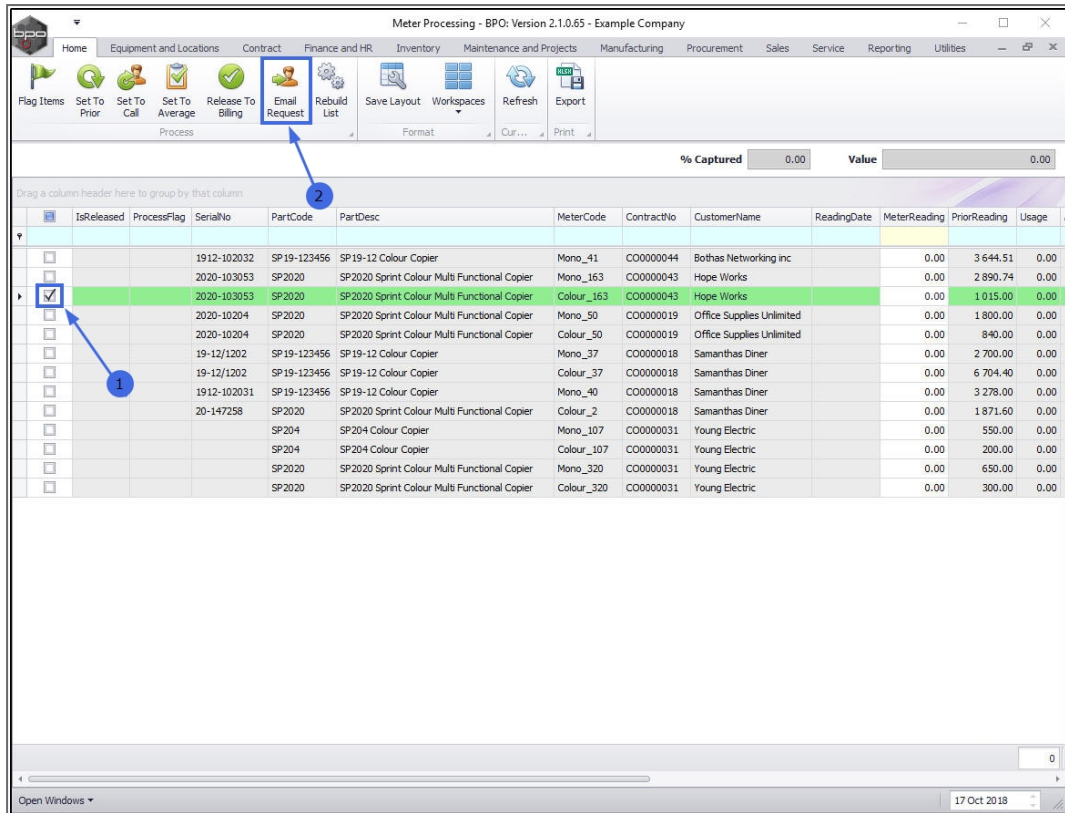 bpo
Meter Processing - BPO: Version 2.1.0.65 - Example Company
Home Equipment and Locations Contract Finance and HR Inventory Maintenance and Projects Manufacturing Procurement Sales Service Reporting Utilities
Flag Items Set To Prior Set To Call Set To Average Release To Billing Email Request Rebuild List Save Layout Workspaces Refresh XLSX Export
Process Format Cur... Print
% Captured 0.00 Value 0.00
Drag a column header here to group by that column
2
IsReleased ProcessFlag SerialNo PartCode PartDesc MeterCode ContractNo CustomerName ReadingDate MeterReading PriorReading Usage
1912-102032 SP19-123456 SP19-12 Colour Copier Mono_41 CO0000044 Bothas Networking inc 0.00 3 644.51 0.00
2020-103053 SP2020 SP2020 Sprint Colour Multi Functional Copier Mono_163 CO0000043 Hope Works 0.00 2 890.74 0.00
2020-103053 SP2020 SP2020 Sprint Colour Multi Functional Copier Colour_163 CO0000043 Hope Works 0.00 1 015.00 0.00
2020-10204 SP2020 SP2020 Sprint Colour Multi Functional Copier Mono_50 CO0000019 Office Supplies Unlimited 0.00 1 800.00 0.00
2020-10204 SP2020 SP2020 Sprint Colour Multi Functional Copier Colour_50 CO0000019 Office Supplies Unlimited 0.00 840.00 0.00
19-12/1202 SP19-123456 SP19-12 Colour Copier Mono_37 CO0000018 Samanthas Diner 0.00 2 700.00 0.00
19-12/1202 SP19-123456 SP19-12 Colour Copier Colour_37 CO0000018 Samanthas Diner 0.00 6 704.40 0.00
1
1912-102031 SP19-123456 SP19-12 Colour Copier Mono_40 CO0000018 Samanthas Diner 0.00 3 278.00 0.00
20-147258 SP2020 SP2020 Sprint Colour Multi Functional Copier Colour_2 CO0000018 Samanthas Diner 0.00 1 871.60 0.00
SP204 SP204 Colour Copier Mono_107 CO0000031 Young Electric 0.00 550.00 0.00
SP204 SP204 Colour Copier Colour_107 CO0000031 Young Electric 0.00 200.00 0.00
SP2020 SP2020 Sprint Colour Multi Functional Copier Mono_320 CO0000031 Young Electric 0.00 650.00 0.00
SP2020 SP2020 Sprint Colour Multi Functional Copier Colour_320 CO0000031 Young Electric 0.00 300.00 0.00
0
Open Windows 17 Oct 2018